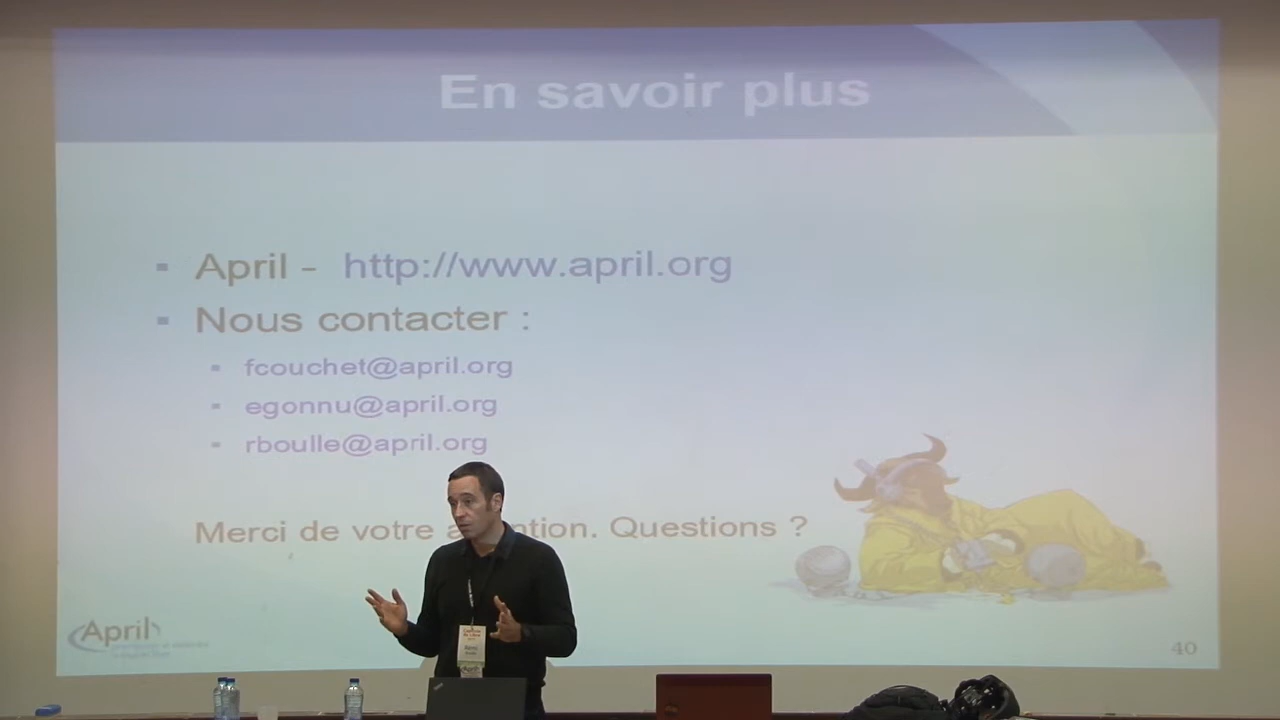 En savoir plus
April - http://www.april.org
Nous contacter :
fcouchet@april.org
egonnu@april.org
rboulle@april.org
Merci de votre a ntion. Questions ?
April
40